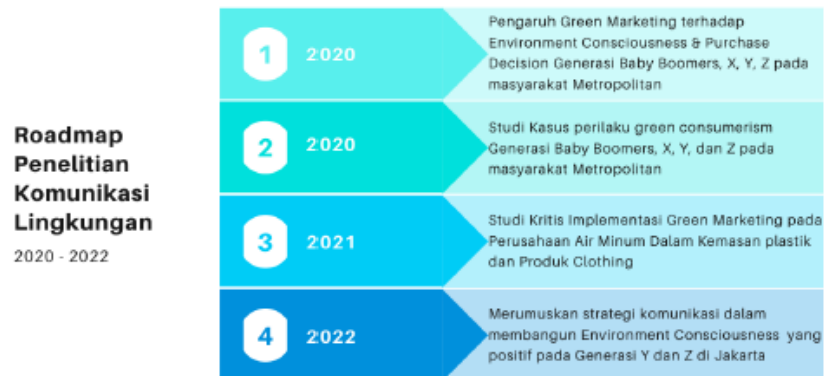 Roadmap
Penelitian
Komunikasi
Lingkungan
2020 - 2022
1
2020
Pengaruh Green Marketing terhadap
Environment Consciousness & Purchase
Decision Generasi Baby Boomers, X, Y, Z pada
masyarakat Metropolitan
2
2020
Studi Kasus perilaku green consumerism
Generasi Baby Boomers, X, Y, dan Z pada
masyarakat Metropolitan
3
2021
Studi Kritis Implementasi Green Marketing pada
Perusahaan Air Minum Dalam Kemasan plastik
dan Produk Clothing
4
2022
Merumuskan strategi komunikasi dalam
membangun Environment Consciousness yang
positif pada Generasi Y dan Z di Jakarta